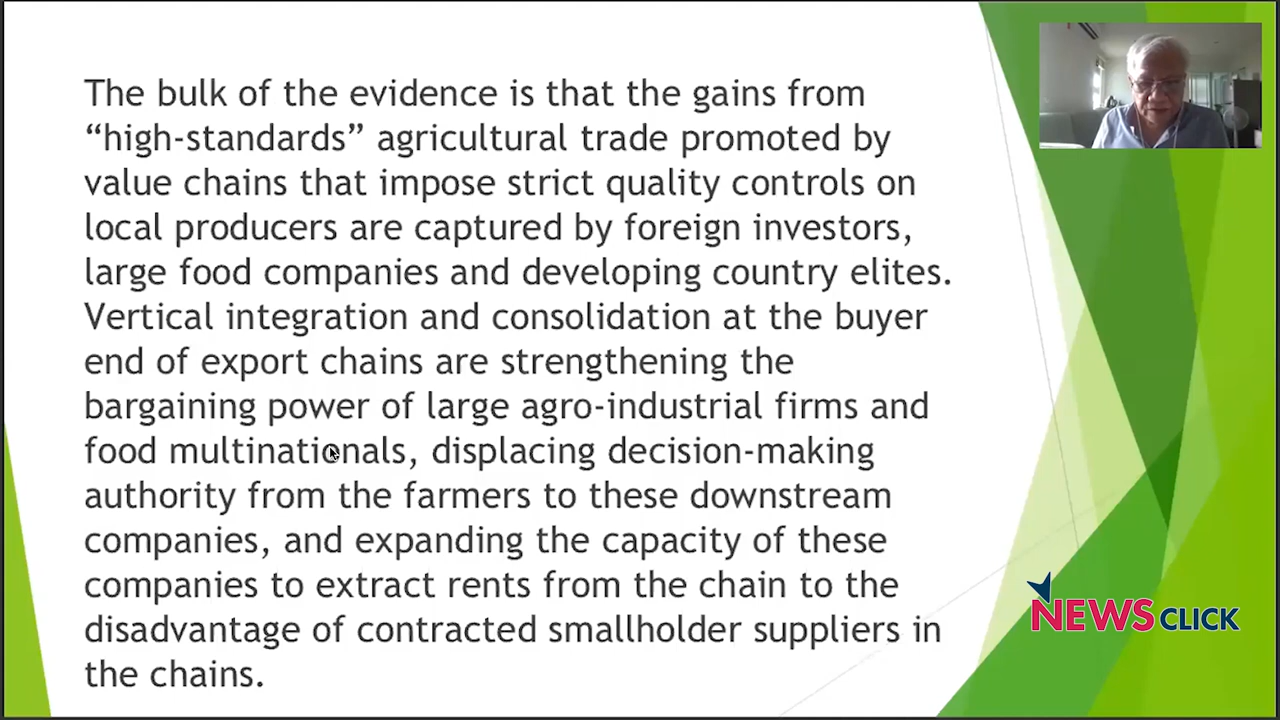 The bulk of the evidence is that the gains from
“high-standards” agricultural trade promoted by
value chains that impose strict quality controls on
local producers are captured by foreign investors,
large food companies and developing country elites.
Vertical integration and consolidation at the buyer
end of export chains are strengthening the
bargaining power of large agro-industrial firms and
food multinationals, displacing decision-making
authority from the farmers to these downstream
companies, and expanding the capacity of these
companies to extract rents from the chain to the
disadvantage of contracted smallholder suppliers in
the chains.
NEWSCLICK